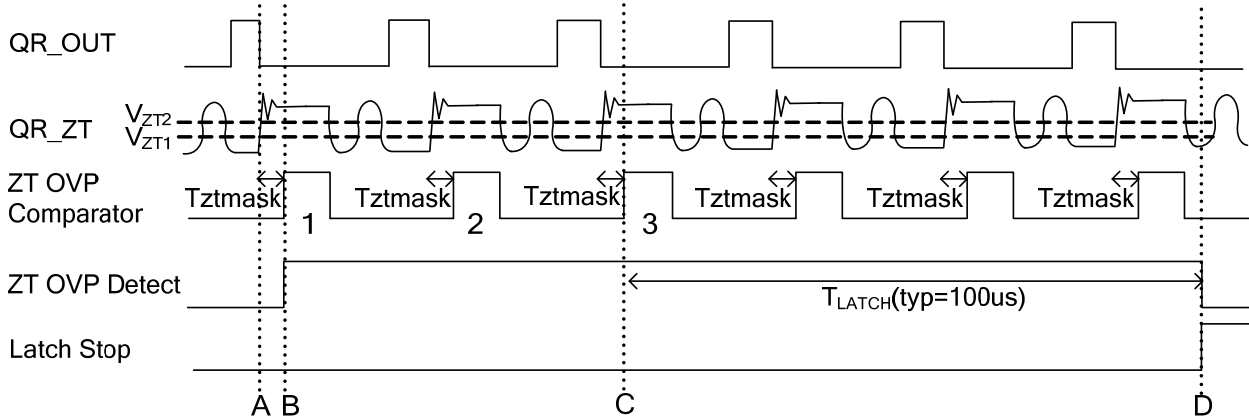 QR_OUT
QR_ZT
VZT2
VZT1
ZT OVP
Comparator
Tztmask Tztmask Tztmask Tztmask Tztmask Tztmask
1 2 3
ZT OVP Detect
TLATCH(typ=100us)
Latch Stop
A B C D